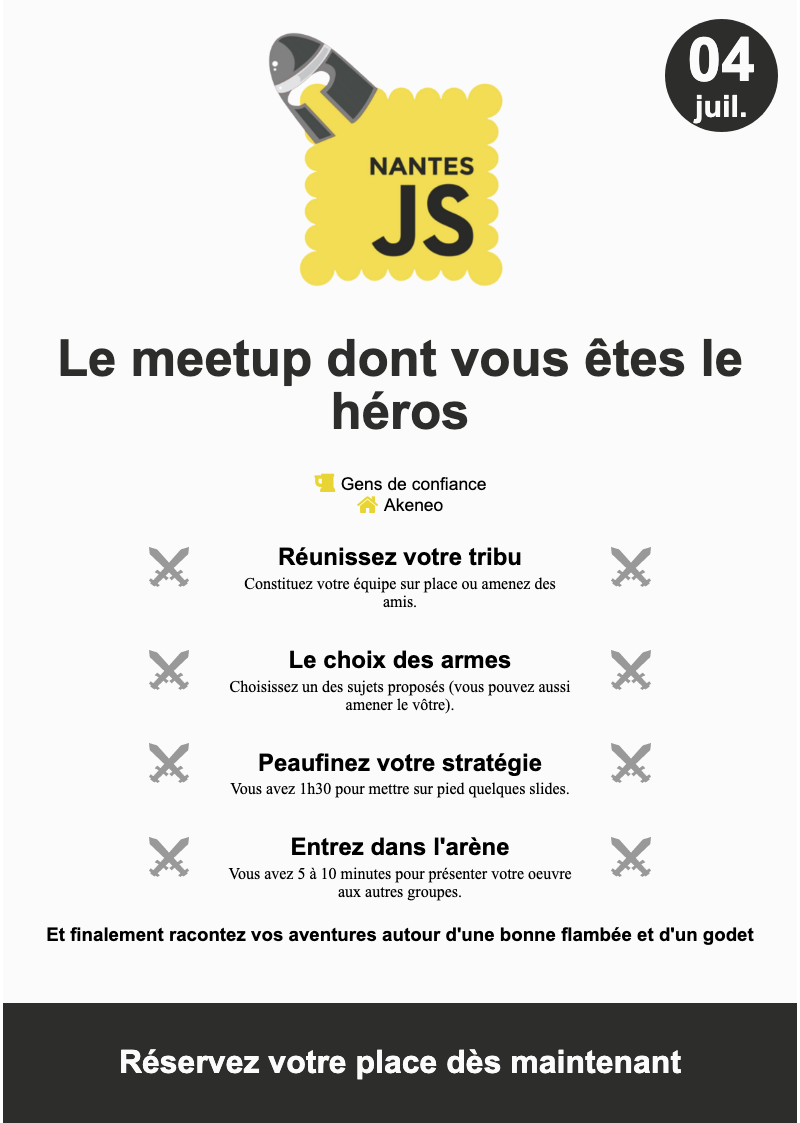 04
juil.
NANTES
JS
Le meetup dont vous êtes le
héros
Gens de confiance
Akeneo
Réunissez votre tribu
Constituez votre équipe sur place ou amenez des
amis.
Le choix des armes
Choisissez un des sujets proposés (vous pouvez aussi
amener le vôtre).
Peaufinez votre stratégie
Vous avez 1h30 pour mettre sur pied quelques slides.
Entrez dans l'arène
Vous avez 5 à 10 minutes pour présenter votre oeuvre
aux autres groupes.
Et finalement racontez vos aventures autour d'une bonne flambée et d'un godet
Réservez votre place dès maintenant